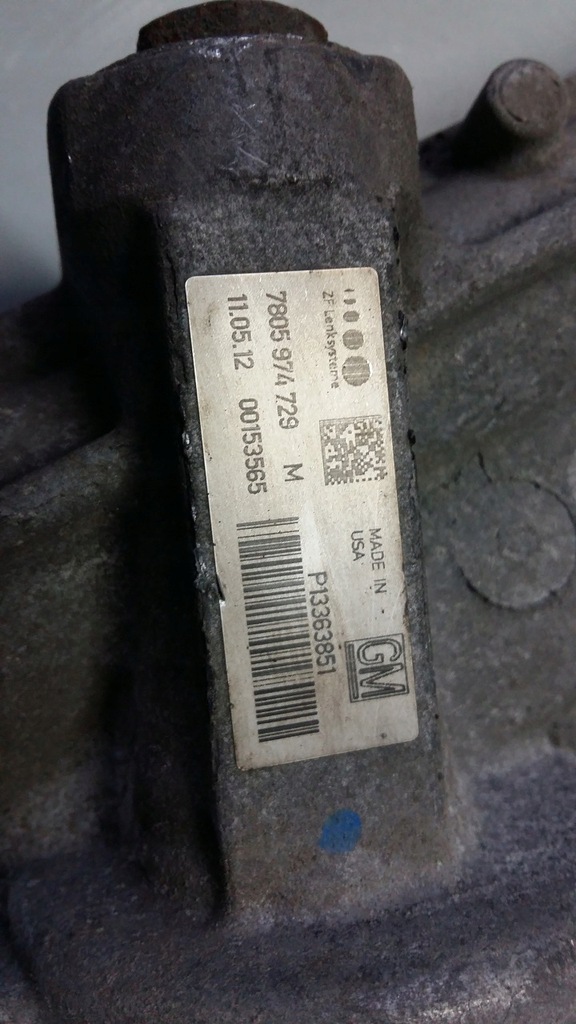 ZF Lenksysteme
7805 974 729 M
11.05.12 00153565
MADE IN
USA
GM
P13363851